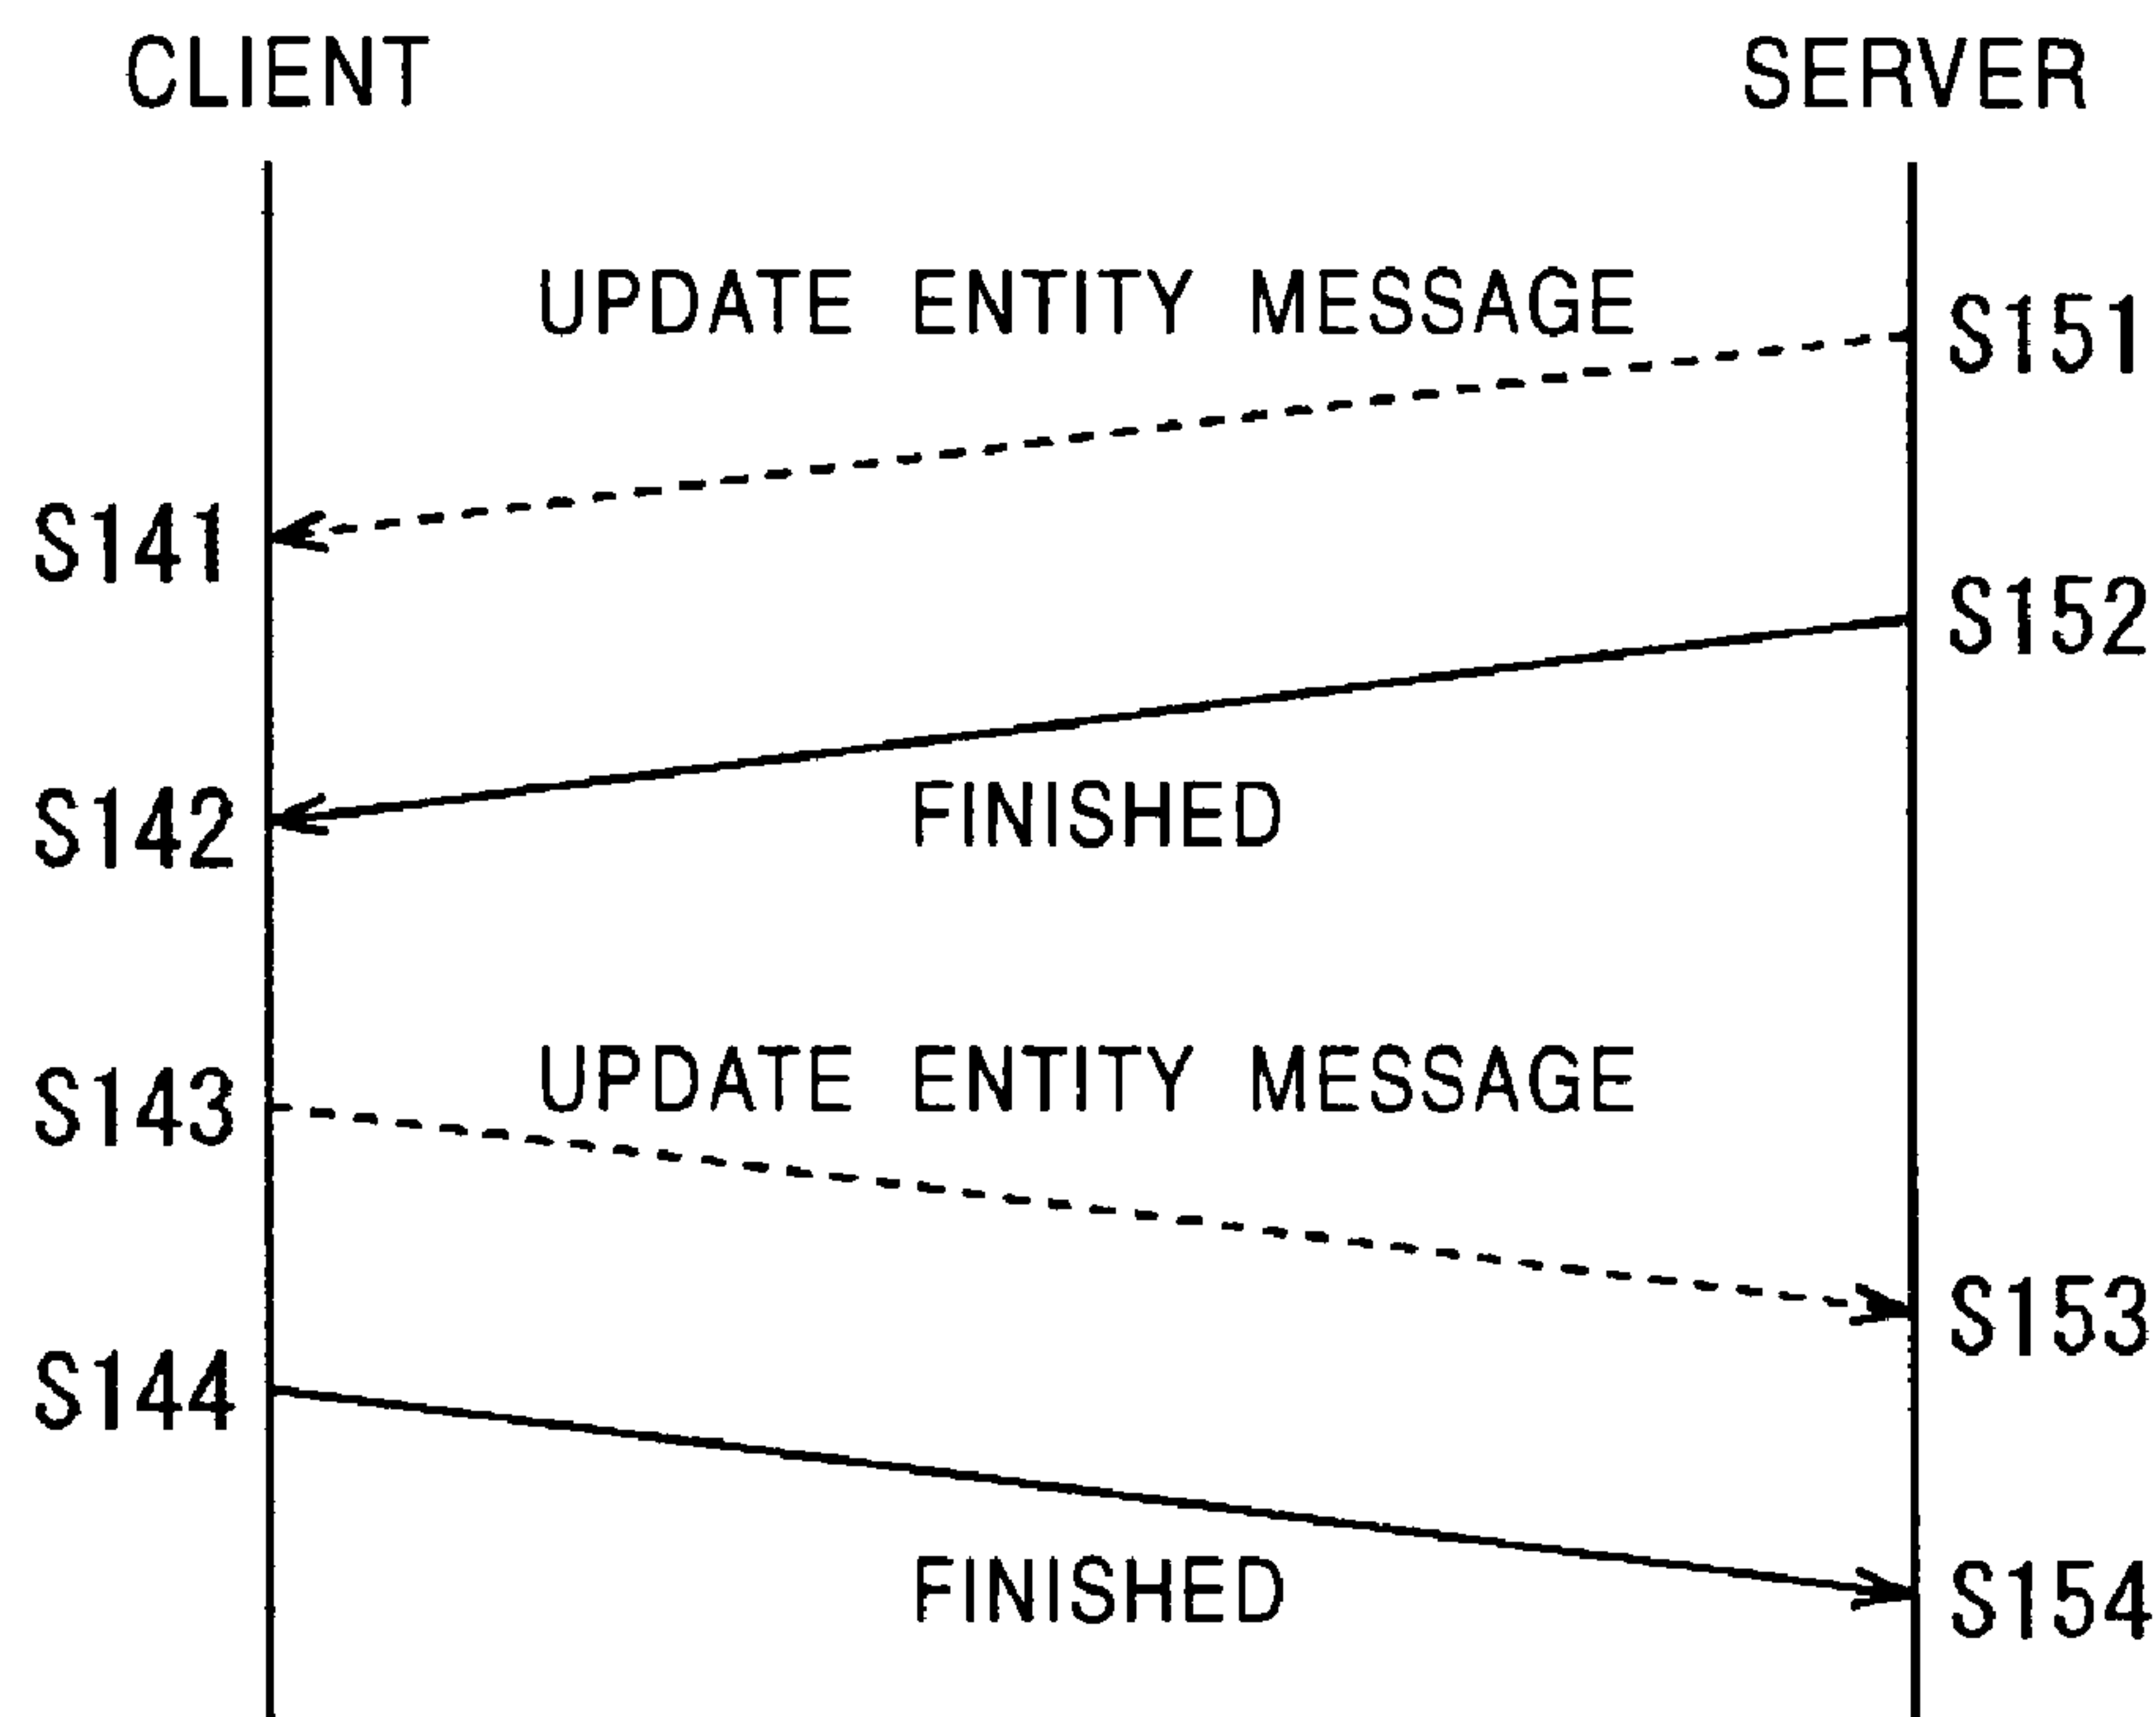 CLIENT SERVER
UPDATE ENTITY MESSAGE
S151
S141
S152
S142
FINISHED
UPDATE ENTITY MESSAGE
S143
S153
S144
FINISHED
S154